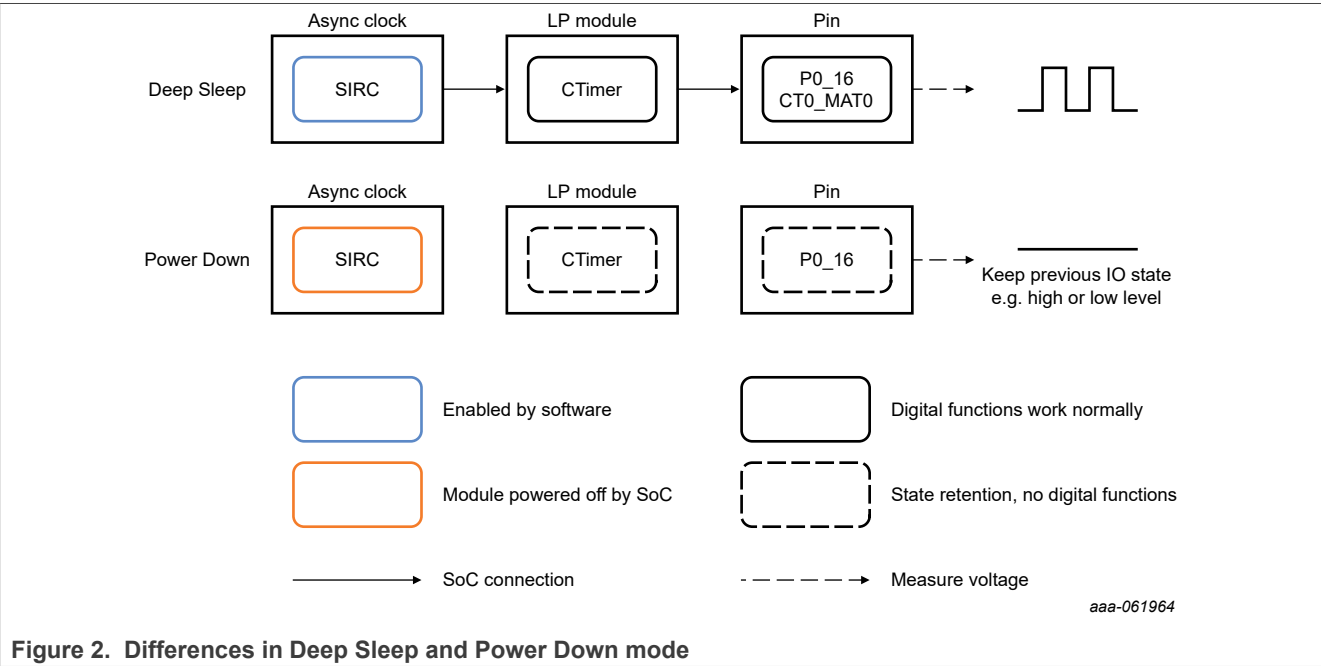 Async clock
LP module
Pin
Deep Sleep
SIRC
CTimer
P0_16
CT0_MAT0
Async clock
LP module
Pin
Power Down
SIRC
CTimer
P0_16
Keep previous IO state
e.g. high or low level
Enabled by software
Digital functions work normally
Module powered off by SoC
State retention, no digital functions
SoC connection
Measure voltage
aaa-061964
Figure 2. Differences in Deep Sleep and Power Down mode